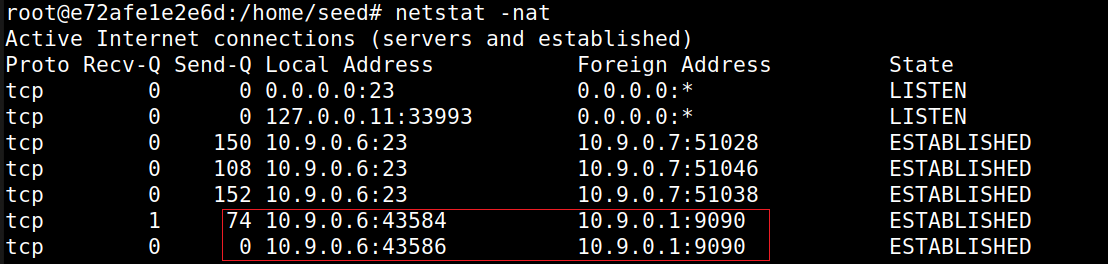 root@e72afe1e2e6d:/home/seed# netstat -nat
Active Internet connections (servers and established)
Proto Recv-Q Send-Q Local Address           Foreign Address         State
tcp        0      0 0.0.0.0:23              0.0.0.0:*               LISTEN
tcp        0      0 127.0.0.11:33993        0.0.0.0:*               LISTEN
tcp        0    150 10.9.0.6:23             10.9.0.7:51028          ESTABLISHED
tcp        0    108 10.9.0.6:23             10.9.0.7:51046          ESTABLISHED
tcp        0    152 10.9.0.6:23             10.9.0.7:51038          ESTABLISHED
tcp        1     74 10.9.0.6:43584          10.9.0.1:9090           ESTABLISHED
tcp        0      0 10.9.0.6:43586          10.9.0.1:9090           ESTABLISHED